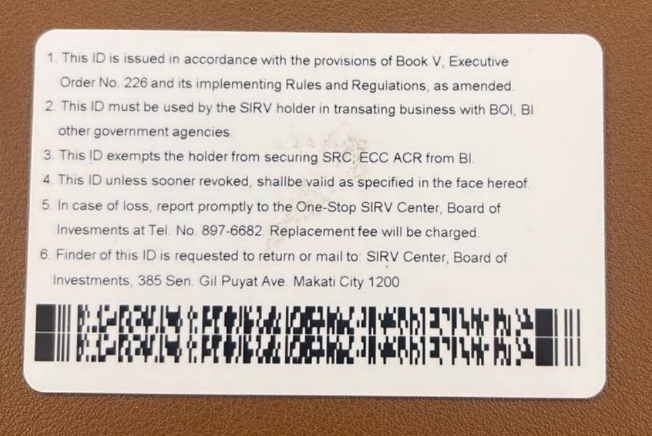 1. This ID is issued in accordance with the provisions of Book V, Executive
Order No. 226 and its implementing Rules and Regulations, as amended.
2. This ID must be used by the SIRV holder in transating business with BOI, BI
other government agencies.
3. This ID exempts the holder from securing SRC, ECC ACR from BI.
4. This ID unless sooner revoked, shallbe valid as specified in the face hereof.
5. In case of loss, report promptly to the One-Stop SIRV Center, Board of
Invesments at Tel. No. 897-6682. Replacement fee will be charged.
6. Finder of this ID is requested to return or mail to: SIRV Center, Board of
Investments, 385 Sen. Gil Puyat Ave. Makati City 1200